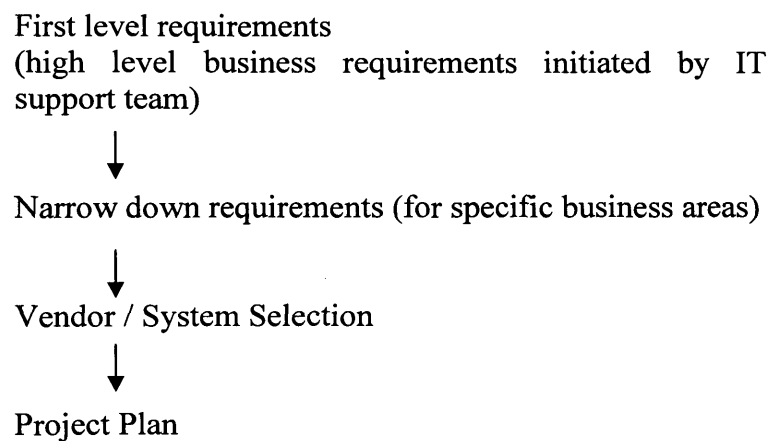 First level requirements
(high level business requirements initiated by IT
support team)
Narrow down requirements (for specific business areas)
Vendor / System Selection
Project Plan